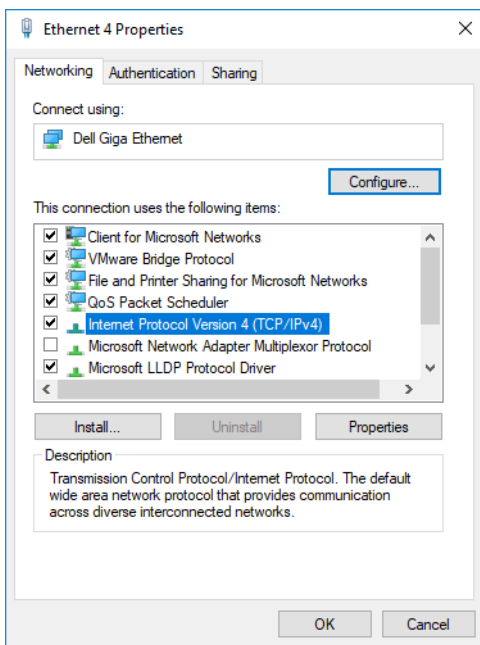 Ethernet 4 Properties
Networking Authentication Sharing
Connect using:
Dell Giga Ethernet
Configure...
This connection uses the following items:
Client for Microsoft Networks
VMware Bridge Protocol
File and Printer Sharing for Microsoft Networks
QoS Packet Scheduler
Internet Protocol Version 4 (TCP/IPv4)
Microsoft Network Adapter Multiplexor Protocol
Microsoft LLDP Protocol Driver
Install... Uninstall Properties
Description
Transmission Control Protocol/Internet Protocol. The default
wide area network protocol that provides communication
across diverse interconnected networks.
OK Cancel